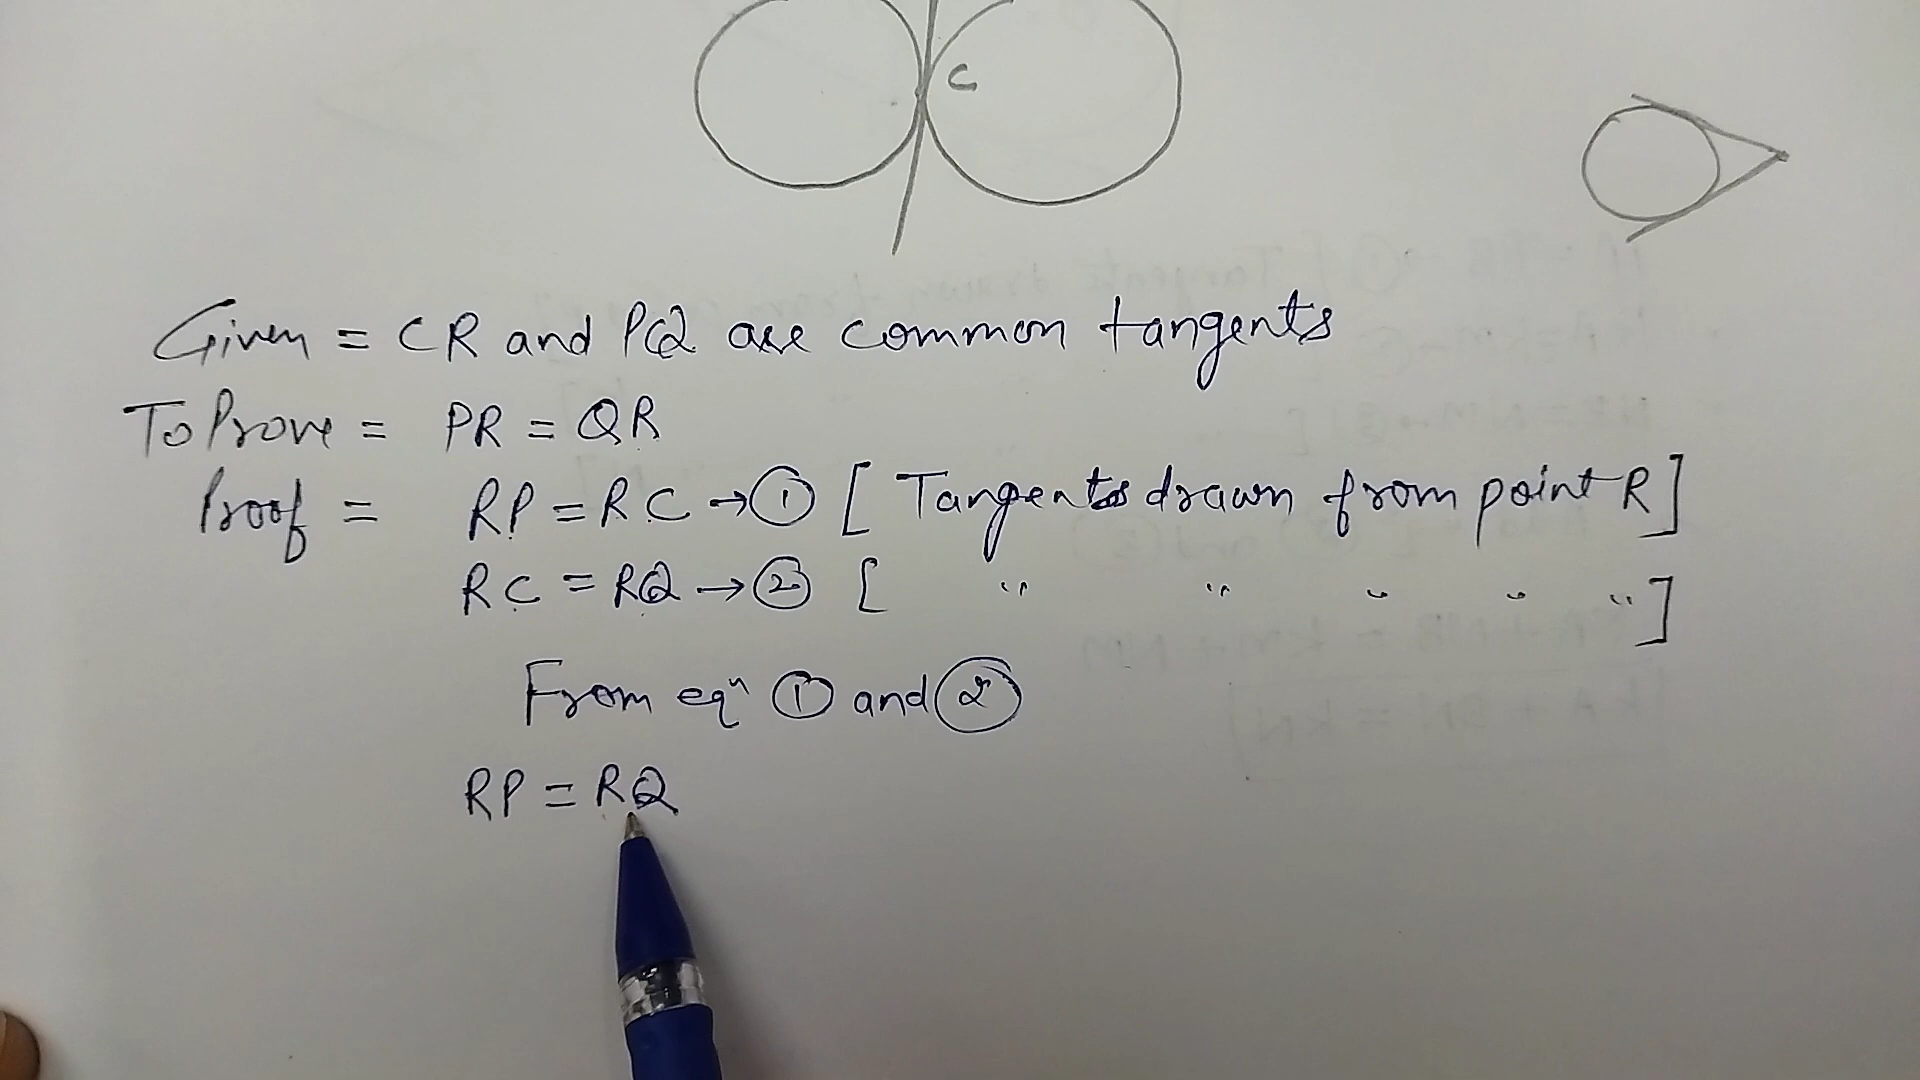 C
Given = CR and PQ are common tangents
To Prove = PR = QR
Proof = RP = RC → ① [ Tangents drawn from point R ]
RC = RQ → ② [ " " " " " ]
From eqⁿ ① and ②
RP = RQ